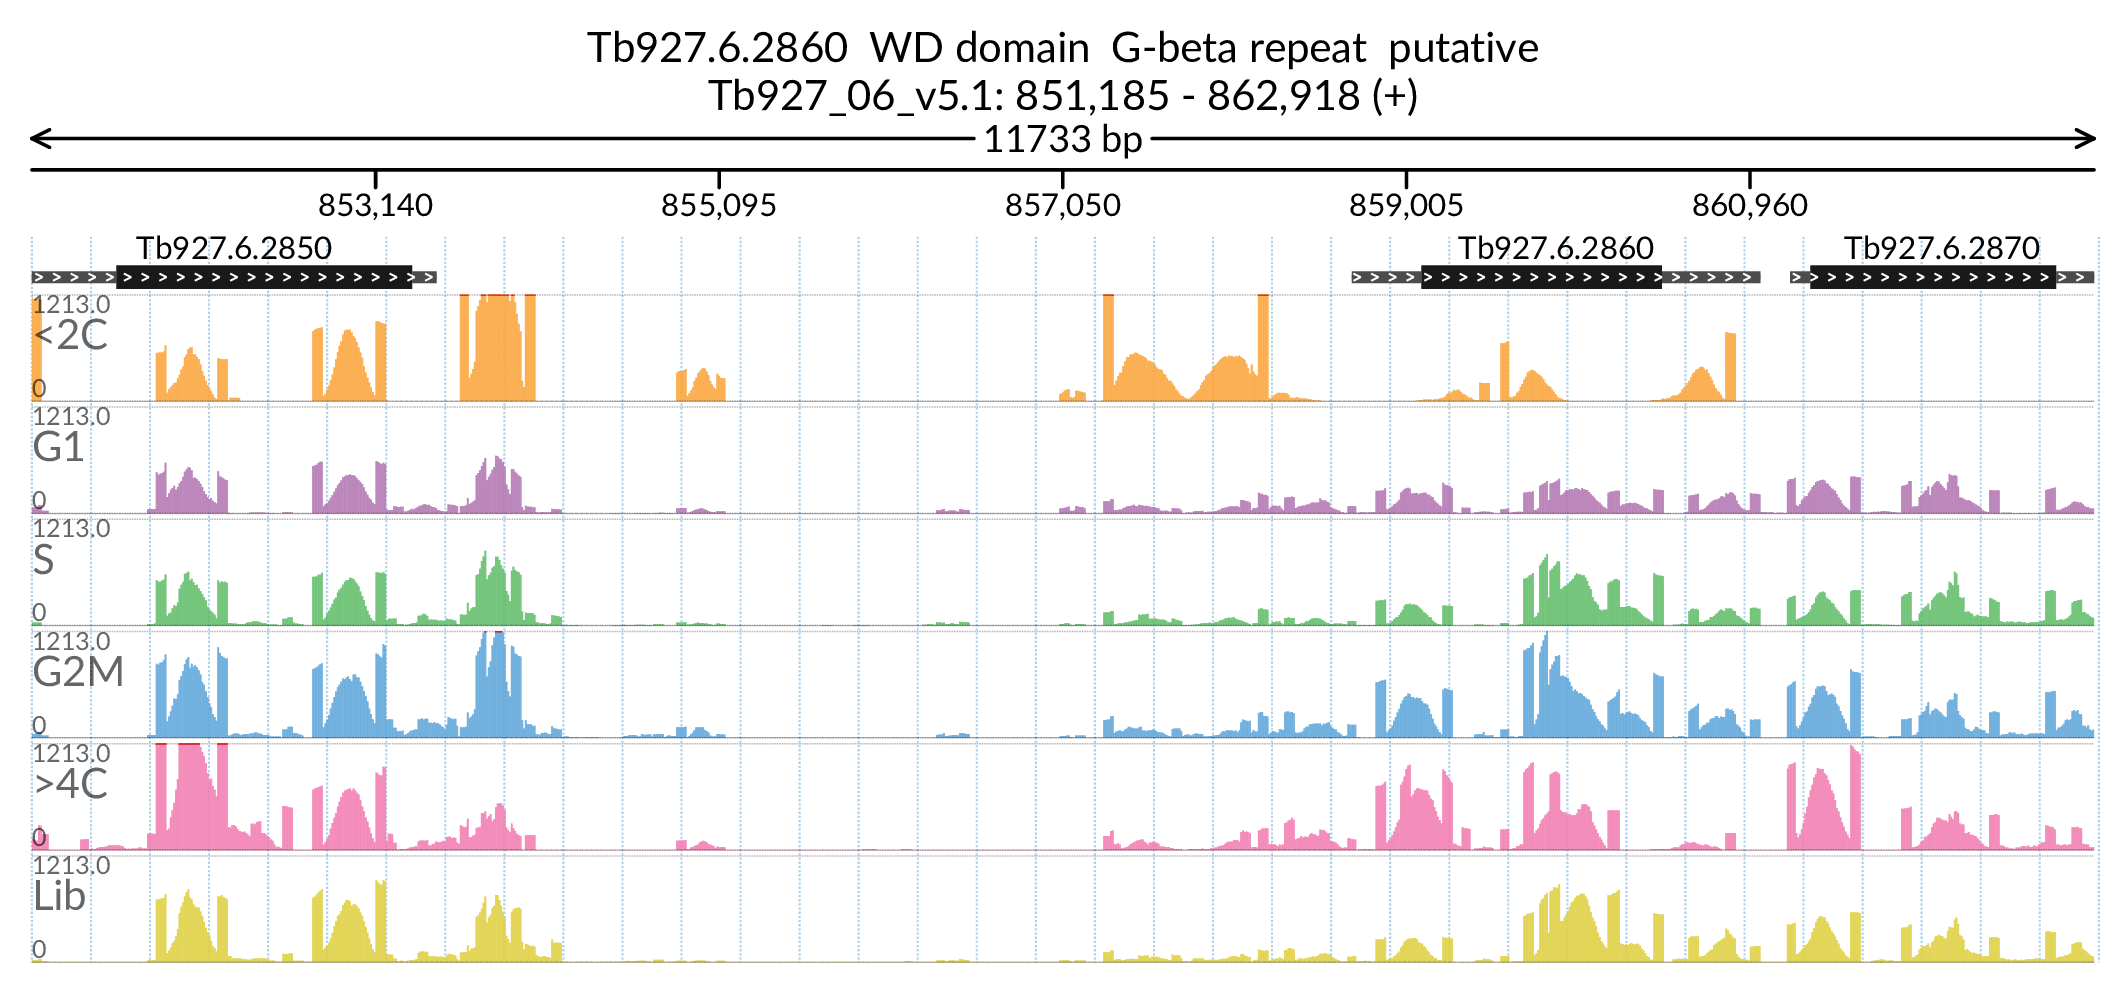 Tb927.6.2860  WD domain  G-beta repeat  putative
Tb927_06_v5.1: 851,185 - 862,918 (+)
11733 bp
853,140 855,095 857,050 859,005 860,960
Tb927.6.2850 Tb927.6.2860 Tb927.6.2870
1213.0
<2C
0
1213.0
G1
0
1213.0
S
0
1213.0
G2M
0
1213.0
>4C
0
1213.0
Lib
0